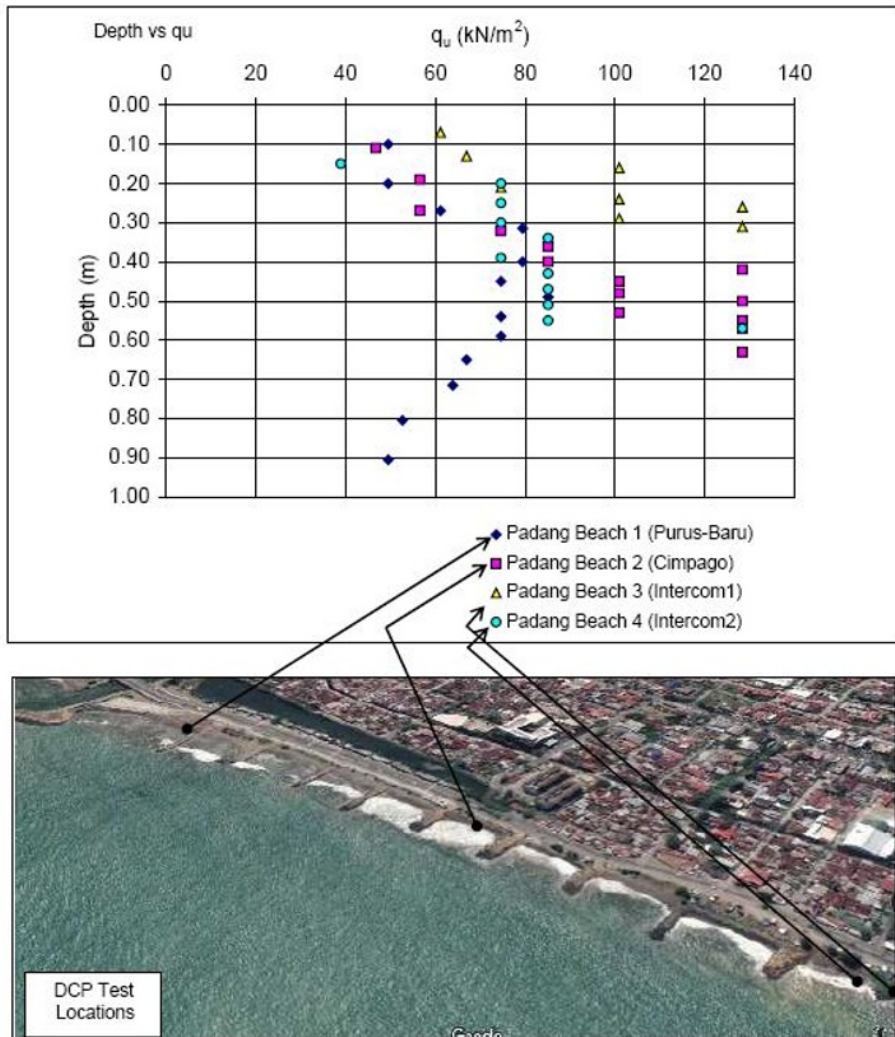 Depth vs qu
qu (kN/m2)
0 20 40 60 80 100 120 140
Depth (m)
0.00
0.10
0.20
0.30
0.40
0.50
0.60
0.70
0.80
0.90
1.00
Padang Beach 1 (Purus-Baru)
Padang Beach 2 (Cimpago)
Padang Beach 3 (Intercom1)
Padang Beach 4 (Intercom2)
DCP Test
Locations